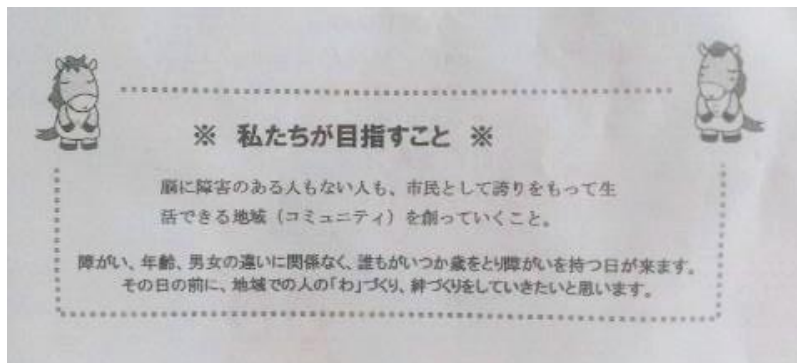 ※ 私たちが目指すこと ※
脳に障害のある人もない人も、市民として誇りをもって生
活できる地域（コミュニティ）を創っていくこと。
障がい、年齢、男女の違いに関係なく、誰もがいつか歳をとり障がいを持つ日が来ます。
その日の前に、地域での人の「わ」づくり、絆づくりをしていきたいと思います。